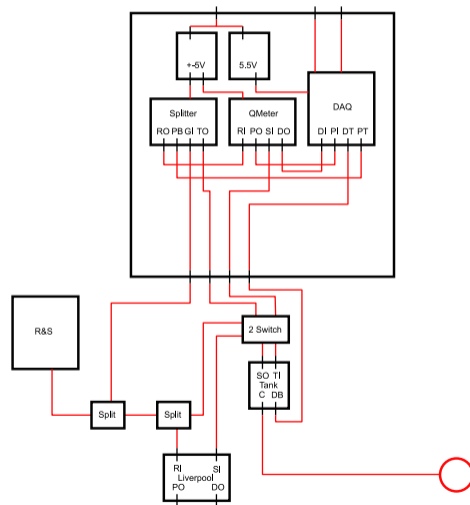 +-5V
5.5V
Splitter
QMeter
DAQ
RO PB GI TO
RI PO SI DO
DI PI DT PT
R&S
2 Switch
SO TI
Tank
C DB
Split
Split
RI SI
Liverpool
PO DO